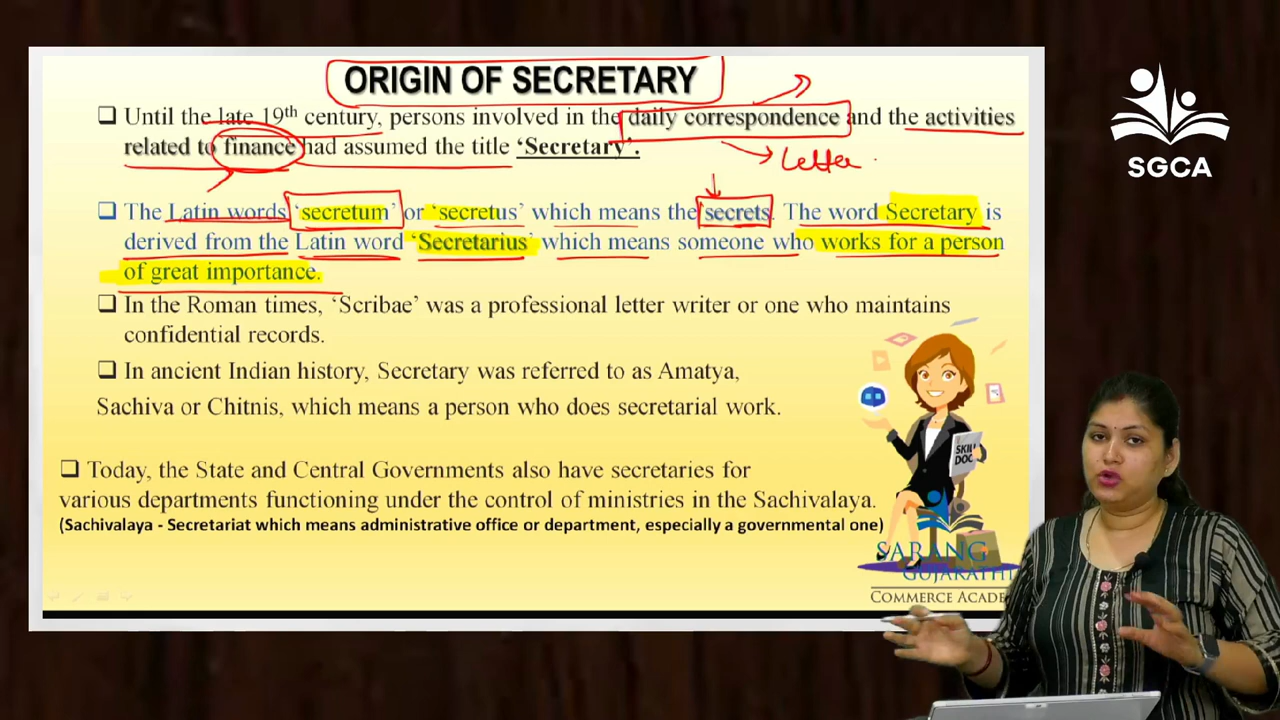 ORIGIN OF SECRETARY
❑ Until the late 19th century, persons involved in the daily correspondence and the activities
related to finance had assumed the title ‘Secretary’.
Letter
❑ The Latin words ‘secretum’ or ‘secretus’ which means the secrets. The word Secretary is
derived from the Latin word ‘Secretarius’ which means someone who works for a person
of great importance.
❑ In the Roman times, ‘Scribae’ was a professional letter writer or one who maintains
confidential records.
❑ In ancient Indian history, Secretary was referred to as Amatya,
Sachiva or Chitnis, which means a person who does secretarial work.
❑ Today, the State and Central Governments also have secretaries for
various departments functioning under the control of ministries in the Sachivalaya.
(Sachivalaya - Secretariat which means administrative office or department, especially a governmental one)
SARANG
GUJARATHI
COMMERCE ACADE
SGCA